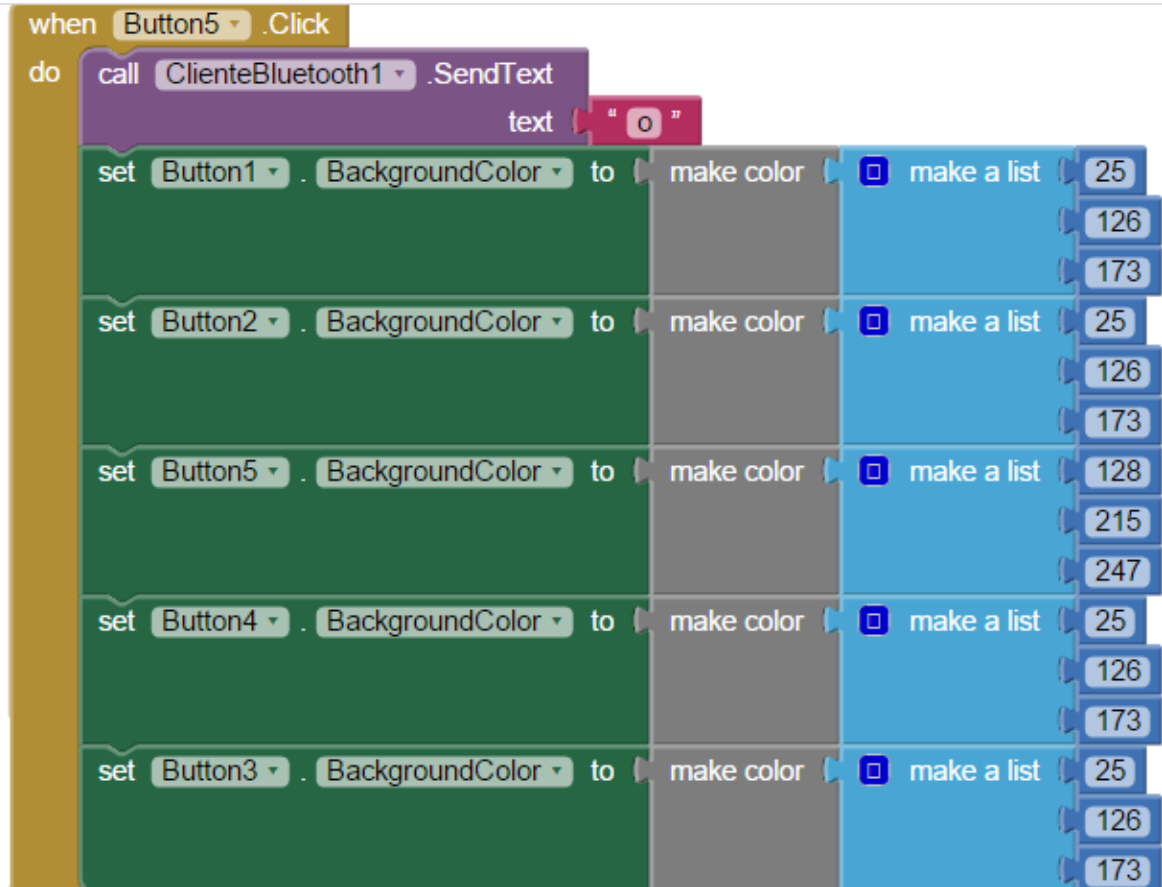 when Button5 .Click
do call ClienteBluetooth1 .SendText
text " o "
set Button1 . BackgroundColor to make color make a list 25
126
173
set Button2 . BackgroundColor to make color make a list 25
126
173
set Button5 . BackgroundColor to make color make a list 128
215
247
set Button4 . BackgroundColor to make color make a list 25
126
173
set Button3 . BackgroundColor to make color make a list 25
126
173